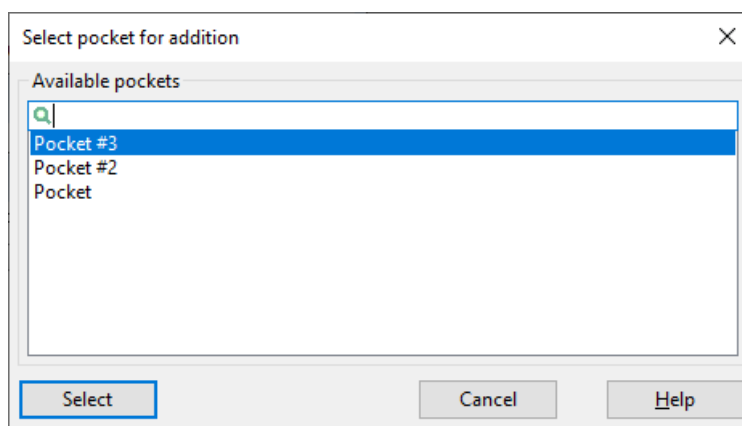 Select pocket for addition
Available pockets
Pocket #3
Pocket #2
Pocket
Select
Cancel
Help